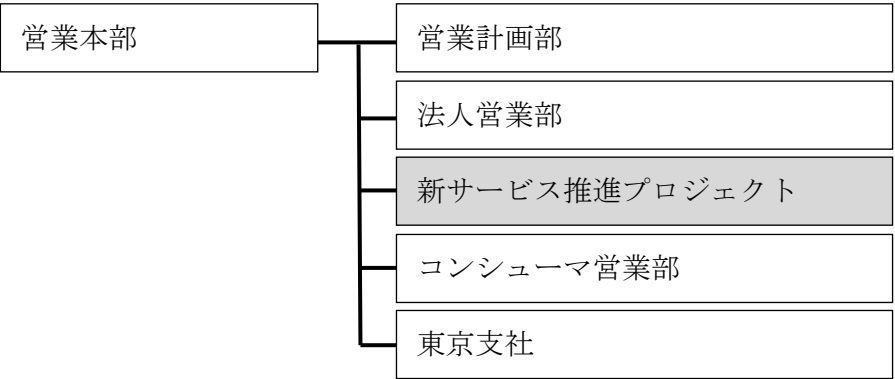 営業本部
営業計画部
法人営業部
新サービス推進プロジェクト
コンシューマ営業部
東京支社